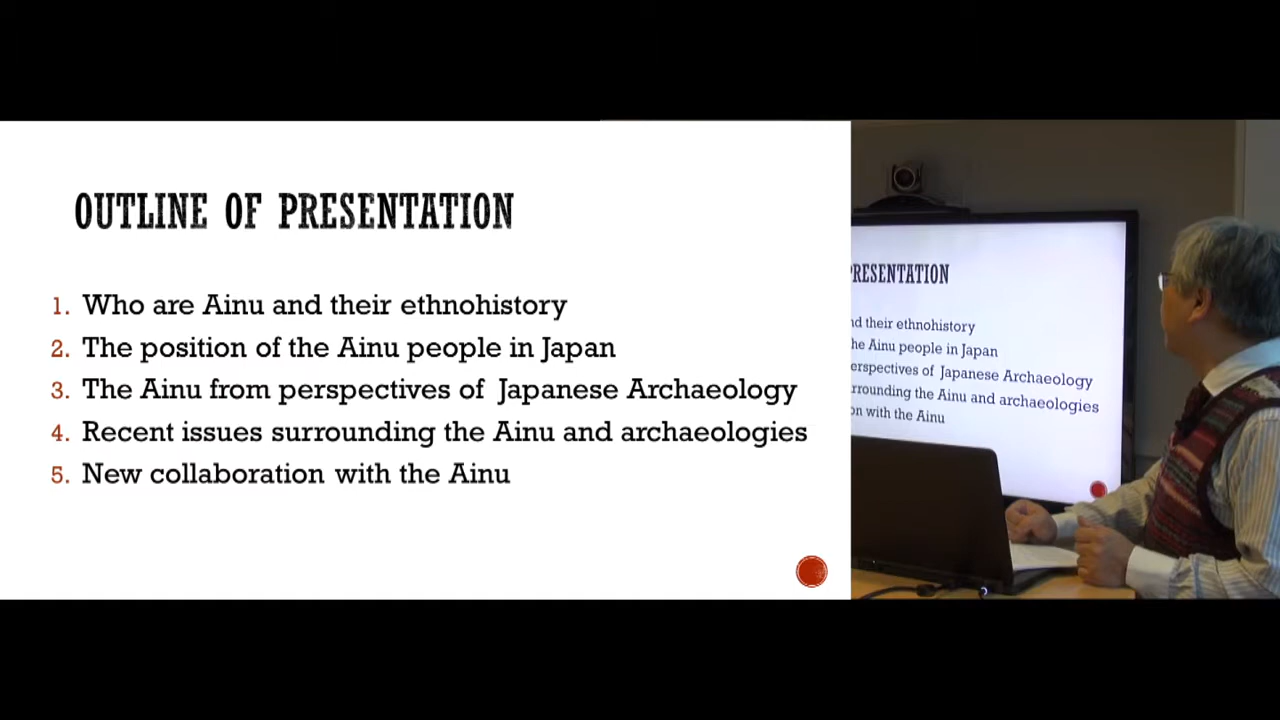 OUTLINE OF PRESENTATION
1. Who are Ainu and their ethnohistory
2. The position of the Ainu people in Japan
3. The Ainu from perspectives of Japanese Archaeology
4. Recent issues surrounding the Ainu and archaeologies
5. New collaboration with the Ainu
PRESENTATION
nd their ethnohistory
he Ainu people in Japan
erspectives of Japanese Archaeology
rrounding the Ainu and archaeologies
on with the Ainu